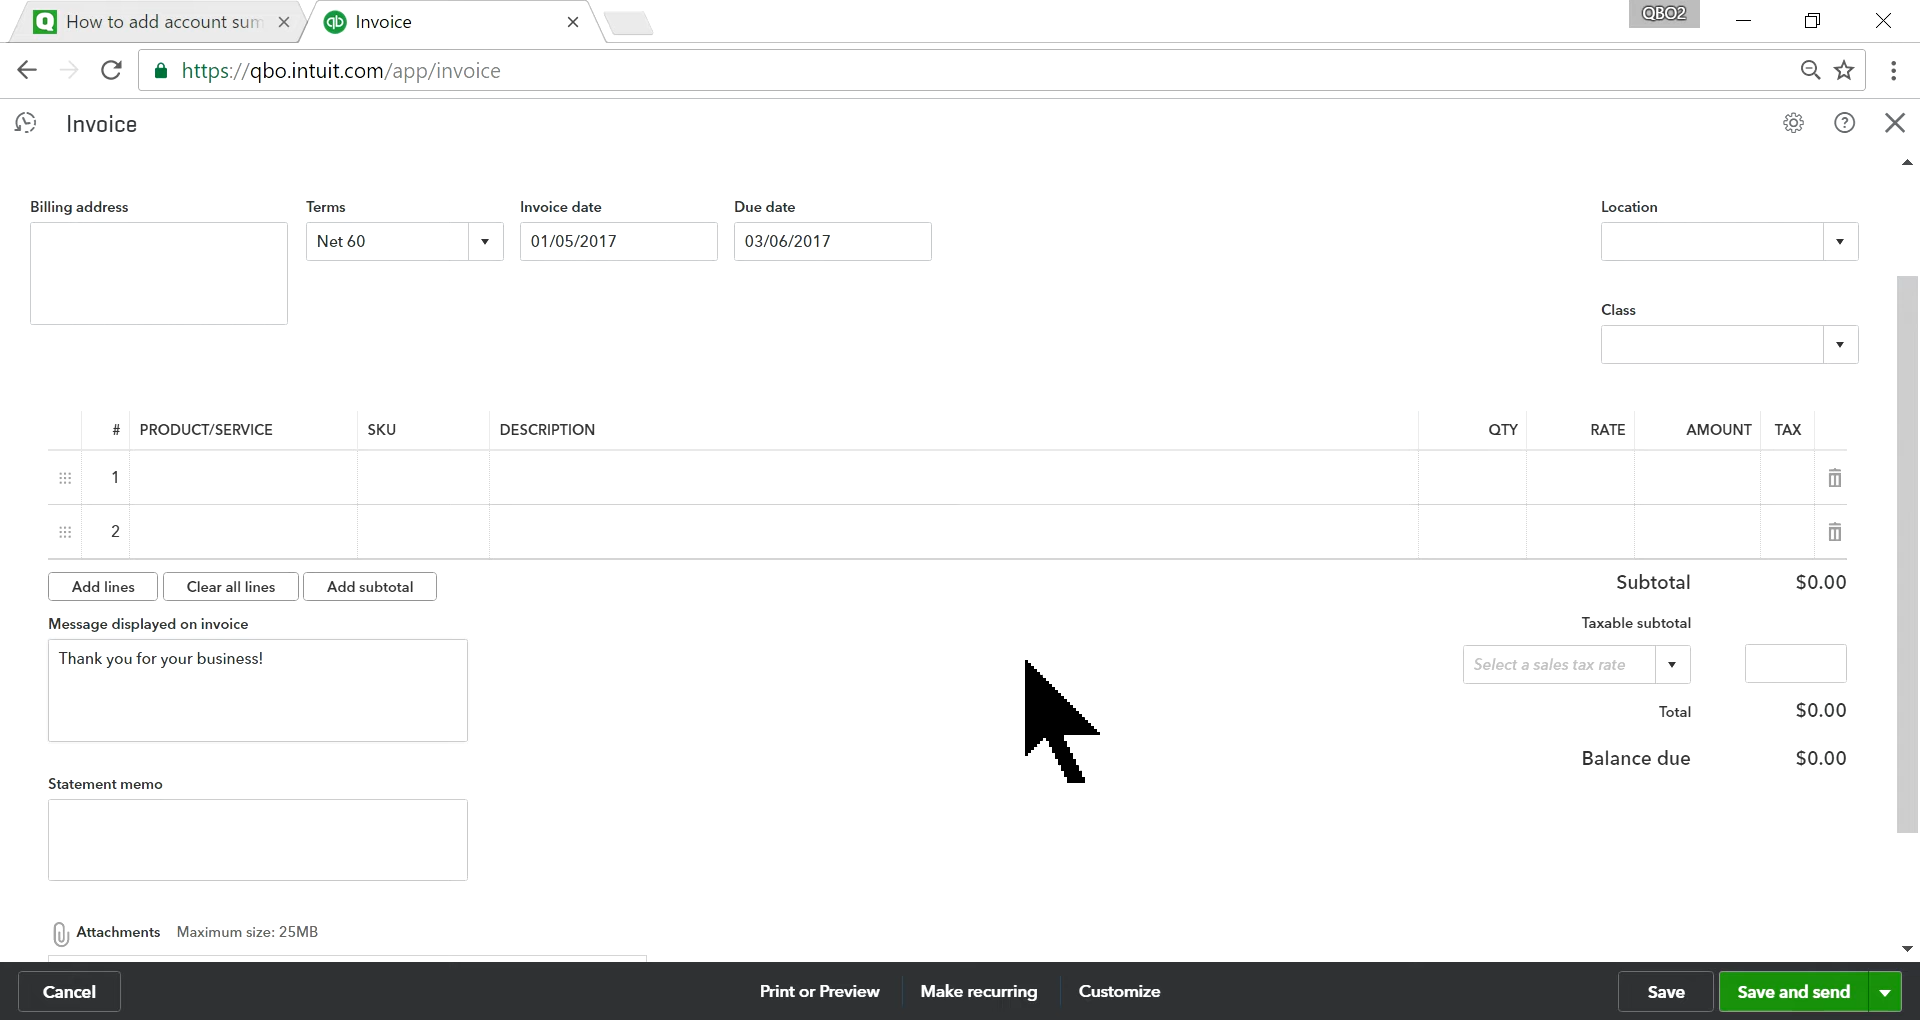 How to add account sum
Invoice
QBO2
https://qbo.intuit.com/app/invoice
Invoice
Billing address
Terms
Invoice date
Due date
Location
Net 60
01/05/2017
03/06/2017
Class
# PRODUCT/SERVICE SKU DESCRIPTION QTY RATE AMOUNT TAX
1
2
Add lines
Clear all lines
Add subtotal
Subtotal $0.00
Message displayed on invoice
Taxable subtotal
Thank you for your business!
Select a sales tax rate
Total $0.00
Balance due $0.00
Statement memo
Attachments Maximum size: 25MB
Cancel
Print or Preview
Make recurring
Customize
Save
Save and send